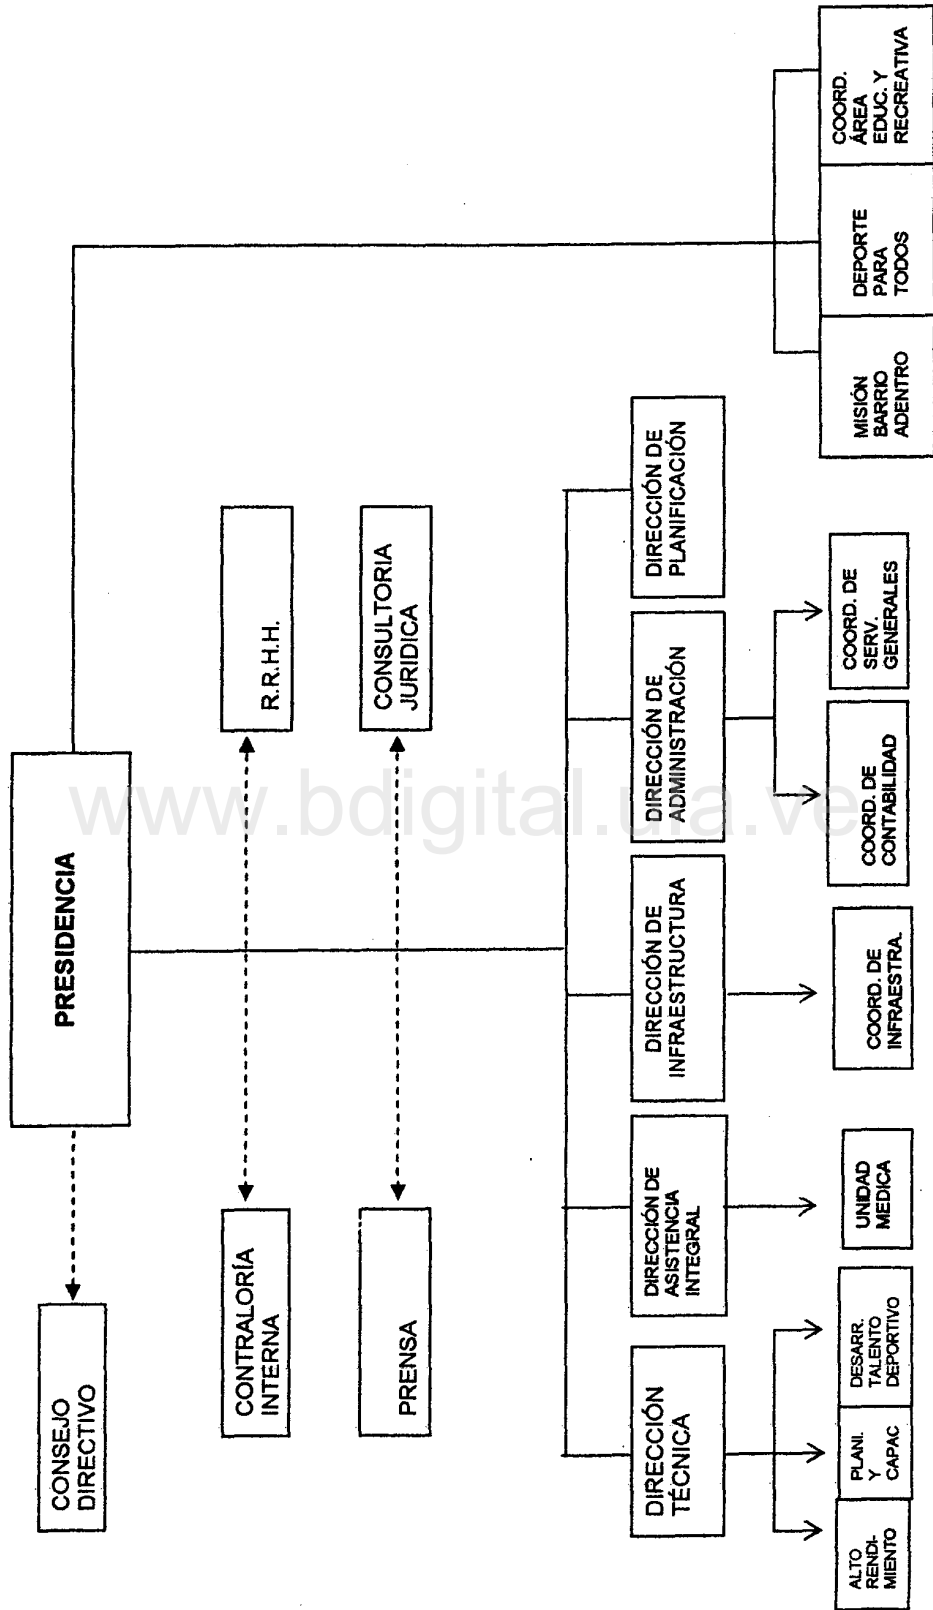 PRESIDENCIA
CONSEJO
DIRECTIVO
CONTRALORÍA
INTERNA
R.R.H.H.
PRENSA
CONSULTORIA
JURIDICA
DIRECCIÓN
TÉCNICA
DIRECCIÓN DE
ASISTENCIA
INTEGRAL
DIRECCIÓN DE
INFRAESTRUCTURA
DIRECCIÓN DE
ADMINISTRACIÓN
DIRECCIÓN DE
PLANIFICACIÓN
ALTO
RENDI-
MIENTO
PLANI.
Y
CAPAC
DESARR.
TALENTO
DEPORTIVO
UNIDAD
MEDICA
COORD. DE
INFRAESTRA.
COORD. DE
CONTABILIDAD
COORD. DE
SERV.
GENERALES
MISIÓN
BARRIO
ADENTRO
DEPORTE
PARA
TODOS
COORD.
ÁREA
EDUC. Y
RECREATIVA
www.bdigital.ula.ve